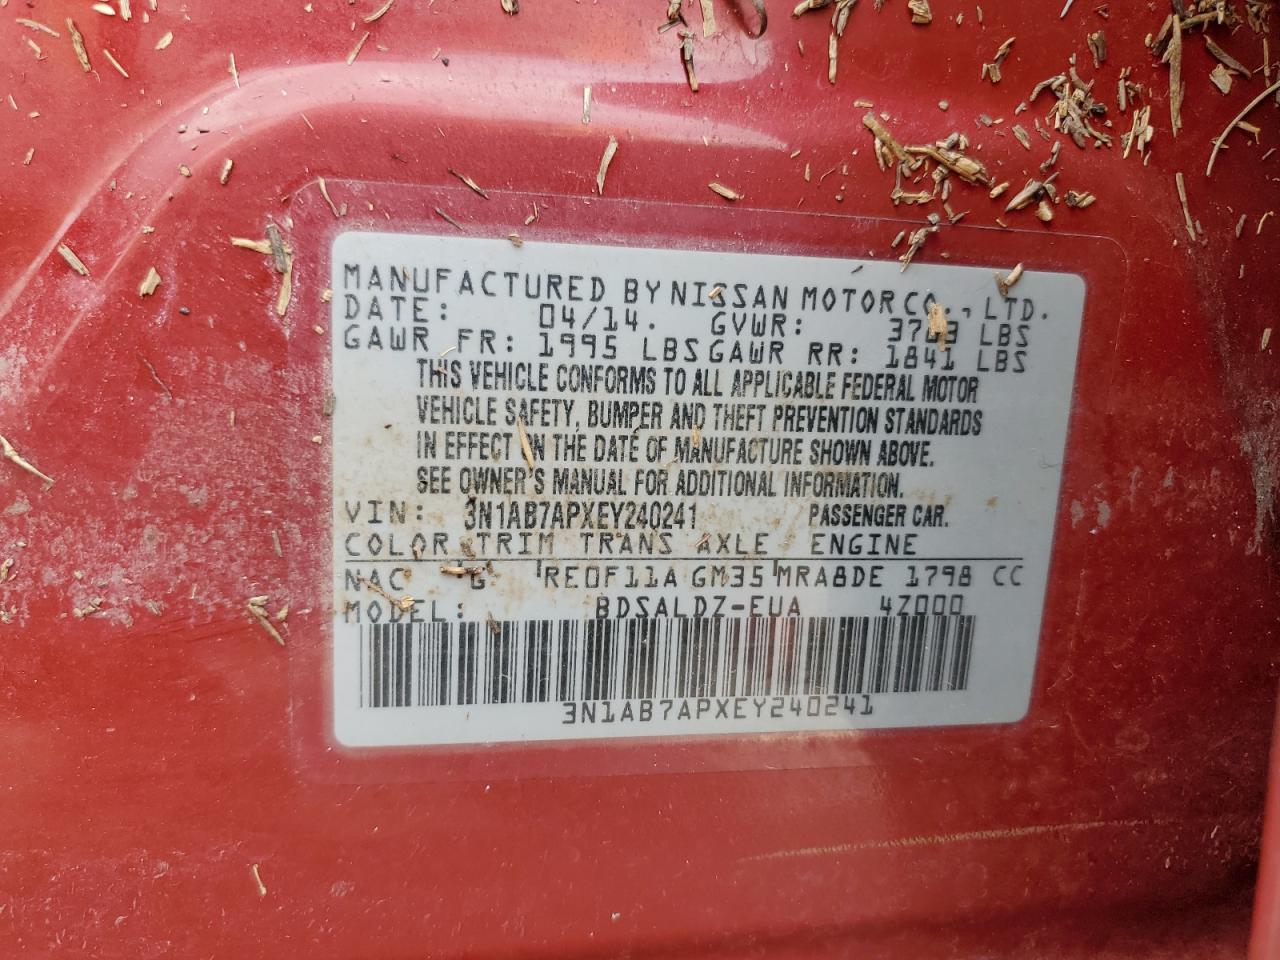 MANUFACTURED BY NISSAN MOTOR CO., LTD.
DATE: 04/14. GVWR: LBS
GAWR FR: 1995 LBS GAWR RR: 1841 LBS
THIS VEHICLE CONFORMS TO ALL APPLICABLE FEDERAL MOTOR
VEHICLE SAFETY, BUMPER AND THEFT PREVENTION STANDARDS
IN EFFECT ON THE DATE OF MANUFACTURE SHOWN ABOVE.
SEE OWNER'S MANUAL FOR ADDITIONAL INFORMATION.
VIN: 3N1AB7APXEY240241 PASSENGER CAR.
COLOR TRIM TRANS AXLE ENGINE
NAC G RE0F11A GM35 MRA8DE 1798 CC
MODEL: BDSALDZ-EUA 4Z000
3N1AB7APXEY240241